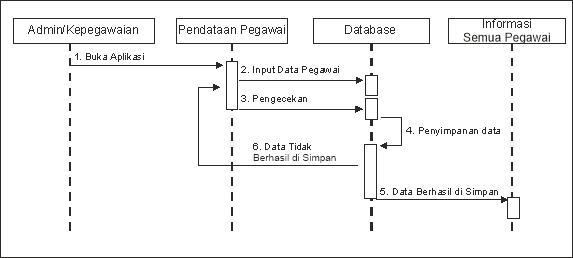 Admin/Kepegawaian
Pendataan Pegawai
Database
Informasi
Semua Pegawai
1. Buka Aplikasi
2. Input Data Pegawai
3. Pengecekan
4. Penyimpanan data
6. Data Tidak
Berhasil di Simpan
5. Data Berhasil di Simpan